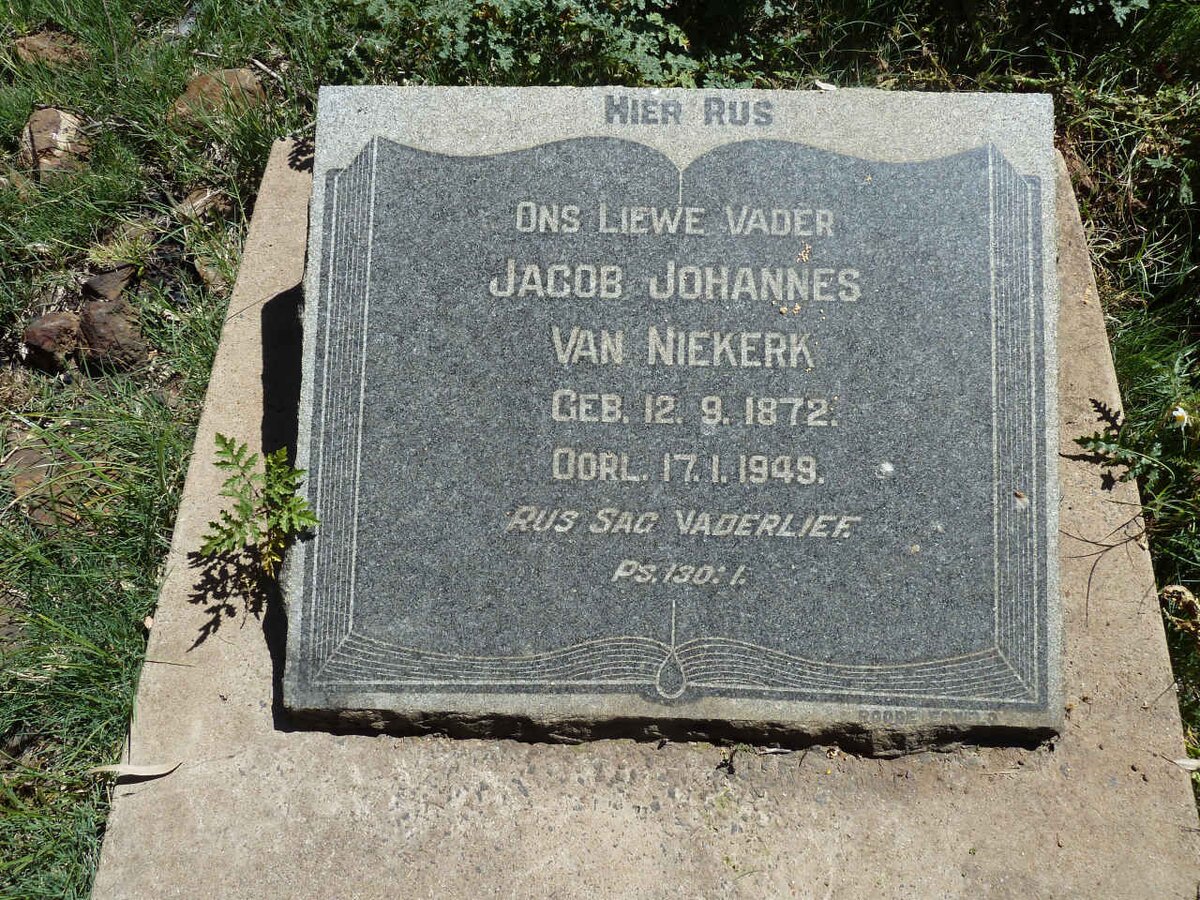 HIER RUS
ONS LIEWE VADER
JACOB JOHANNES
VAN NIEKERK
GEB. 12. 9. 1872.
OORL. 17. 1. 1949.
RUS SAG VADERLIEF.
PS. 130: 1.